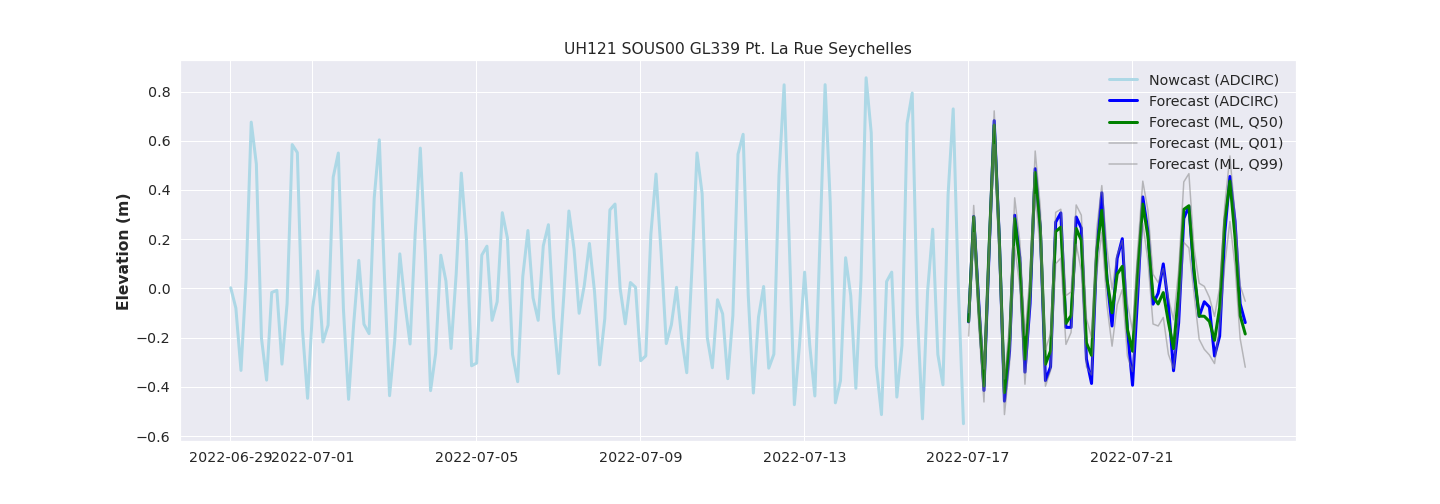 UH121 SOUS00 GL339 Pt. La Rue Seychelles
Nowcast (ADCIRC)
Forecast (ADCIRC)
Forecast (ML, Q50)
Forecast (ML, Q01)
Forecast (ML, Q99)
Elevation (m)
0.8
0.6
0.4
0.2
0.0
−0.2
−0.4
−0.6
2022-06-29 2022-07-01 2022-07-05 2022-07-09 2022-07-13 2022-07-17 2022-07-21